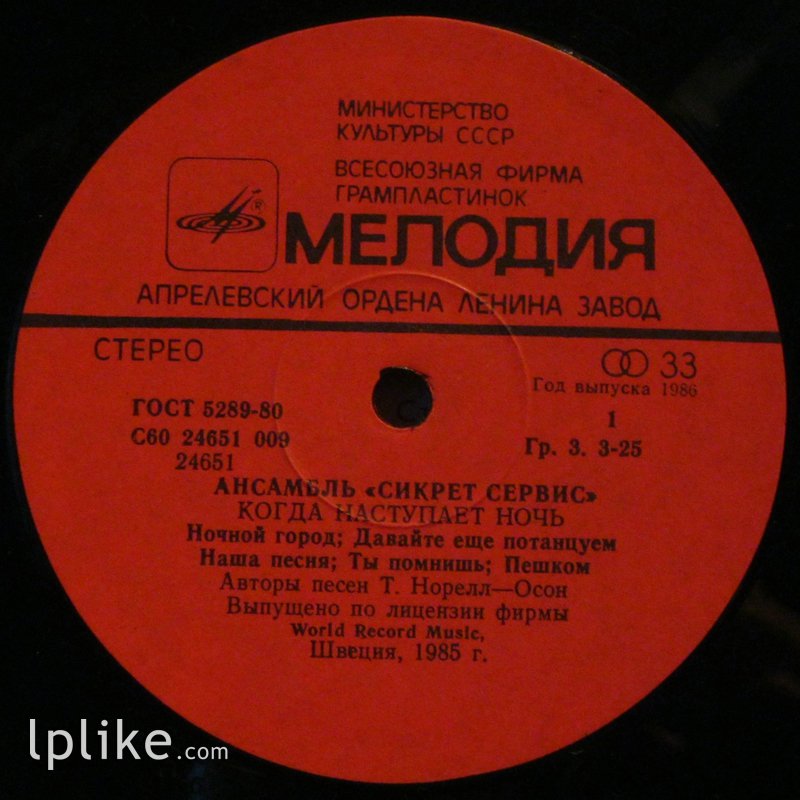 МИНИСТЕРСТВО
КУЛЬТУРЫ СССР
ВСЕСОЮЗНАЯ ФИРМА
ГРАМПЛАСТИНОК
®
МЕЛОДИЯ
АПРЕЛЕВСКИЙ ОРДЕНА ЛЕНИНА ЗАВОД
СТЕРЕО
33
Год выпуска 1986
ГОСТ 5289-80
1
С60 24651 009
Гр. 3. 3-25
24651
АНСАМБЛЬ «СИКРЕТ СЕРВИС»
КОГДА НАСТУПАЕТ НОЧЬ
Ночной город; Давайте еще потанцуем
Наша песня; Ты помнишь; Пешком
Авторы песен Т. Норелл—Осон
Выпущено по лицензии фирмы
World Record Music,
Швеция, 1985 г.
lplike.com